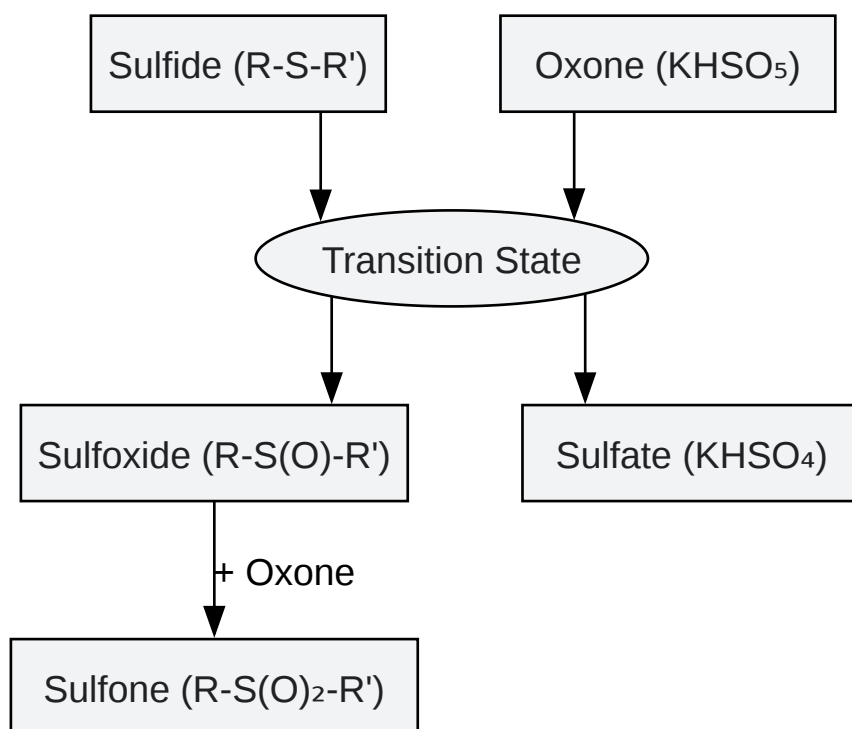 Sulfide (R-S-R')
Oxone (KHSO₅)
Transition State
Sulfoxide (R-S(O)-R')
Sulfate (KHSO₄)
+ Oxone
Sulfone (R-S(O)₂-R')